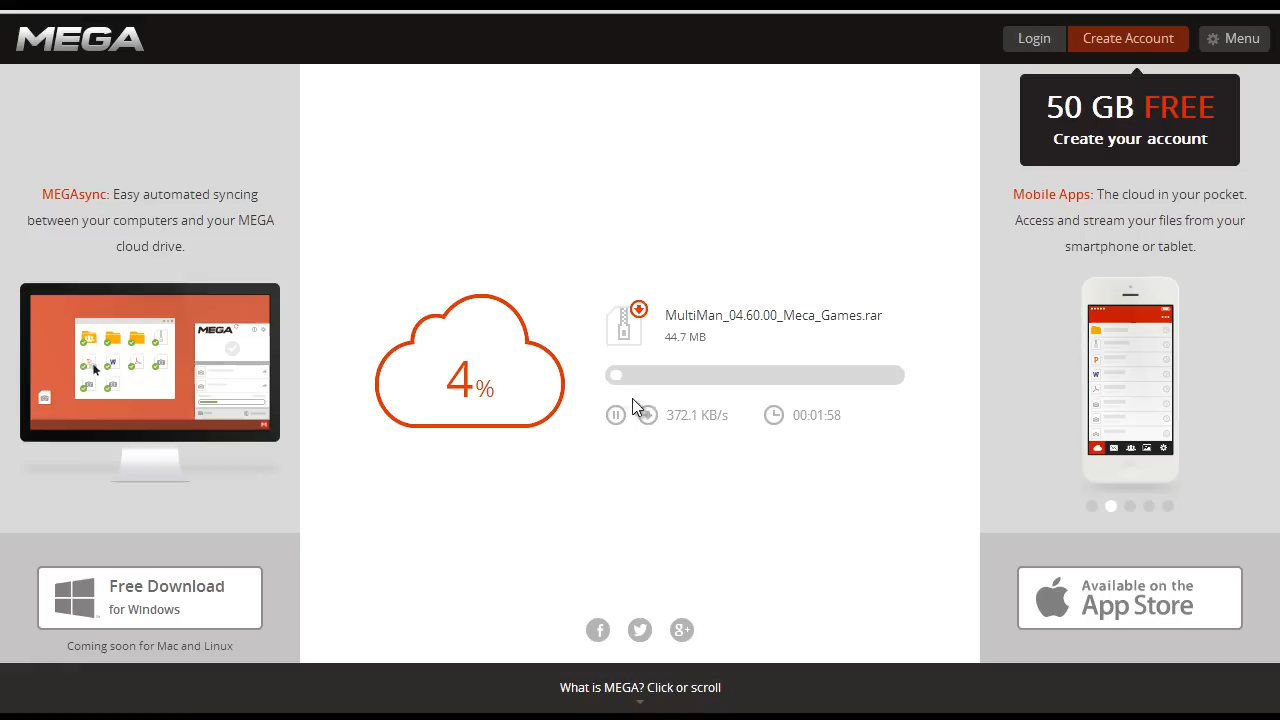 MEGA
Login
Create Account
Menu
50 GB FREE
Create your account
MEGAsync: Easy automated syncing
between your computers and your MEGA
cloud drive.
Mobile Apps: The cloud in your pocket.
Access and stream your files from your
smartphone or tablet.
MEGA
4%
MultiMan_04.60.00_Meca_Games.rar
44.7 MB
372.1 KB/s
00:01:58
Free Download
for Windows
Coming soon for Mac and Linux
Available on the
App Store
What is MEGA? Click or scroll